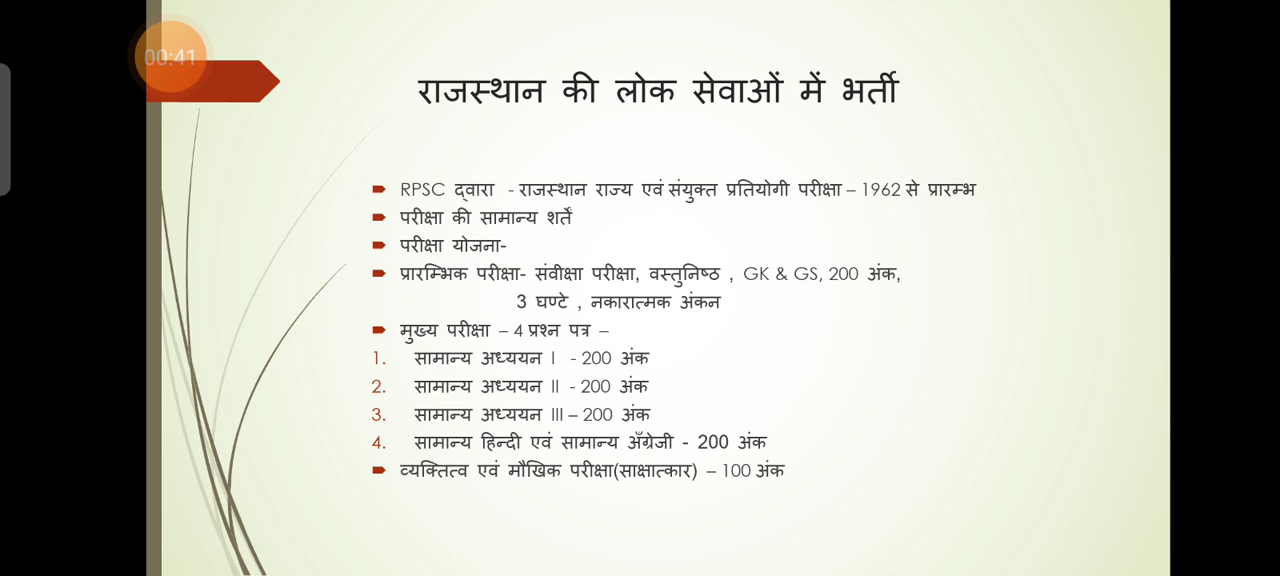 00:41
राजस्थान की लोक सेवाओं में भर्ती
RPSC द्वारा - राजस्थान राज्य एवं संयुक्त प्रतियोगी परीक्षा – 1962 से प्रारम्भ
परीक्षा की सामान्य शर्तें
परीक्षा योजना-
प्रारम्भिक परीक्षा- संवीक्षा परीक्षा, वस्तुनिष्ठ , GK & GS, 200 अंक,
3 घण्टे , नकारात्मक अंकन
मुख्य परीक्षा – 4 प्रश्न पत्र –
1. सामान्य अध्ययन I - 200 अंक
2. सामान्य अध्ययन II - 200 अंक
3. सामान्य अध्ययन III – 200 अंक
4. सामान्य हिन्दी एवं सामान्य अँग्रेजी - 200 अंक
व्यक्तित्व एवं मौखिक परीक्षा(साक्षात्कार) – 100 अंक